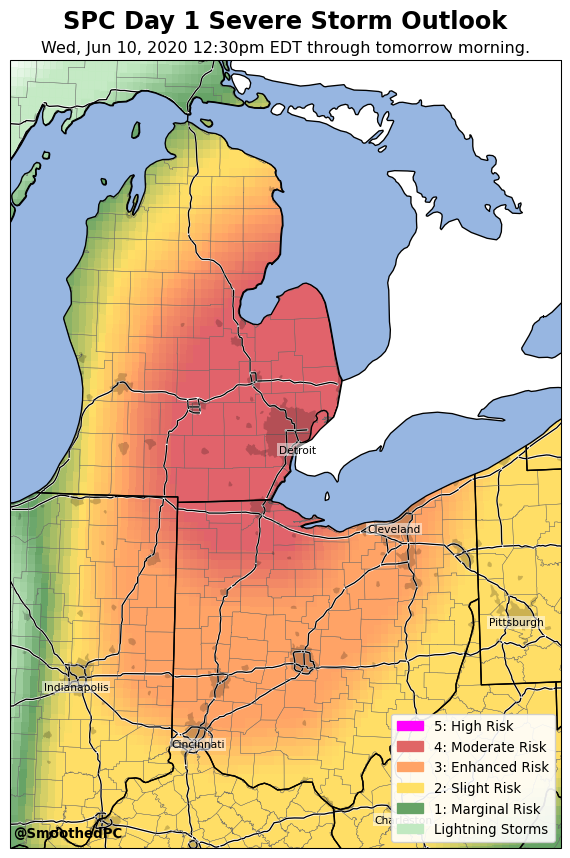 SPC Day 1 Severe Storm Outlook
Wed, Jun 10, 2020 12:30pm EDT through tomorrow morning.
Detroit
Cleveland
Pittsburgh
Indianapolis
Cincinnati
5: High Risk
4: Moderate Risk
3: Enhanced Risk
2: Slight Risk
1: Marginal Risk
Lightning Storms
@SmoothedPC